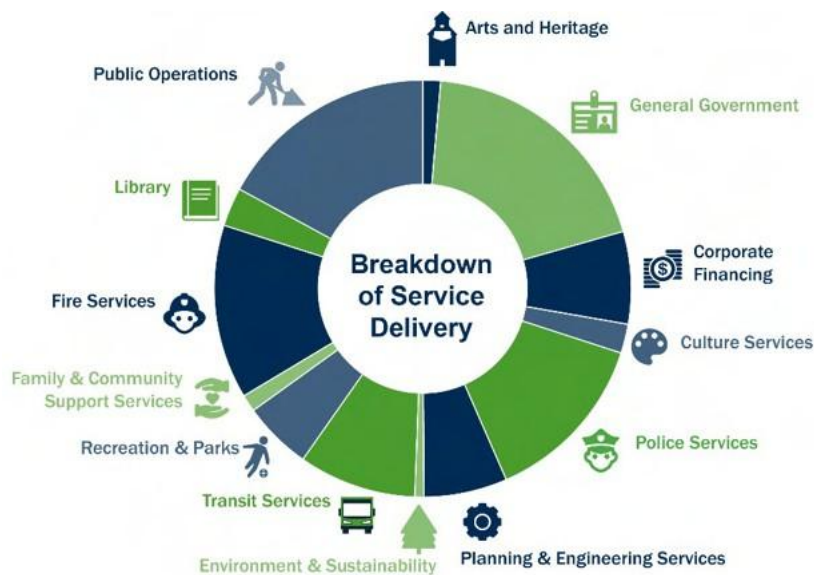 Arts and Heritage
Public Operations
General Government
Library
Breakdown
of Service
Delivery
Corporate
Financing
Fire Services
Culture Services
Family & Community
Support Services
Police Services
Recreation & Parks
Transit Services
Environment & Sustainability
Planning & Engineering Services
$